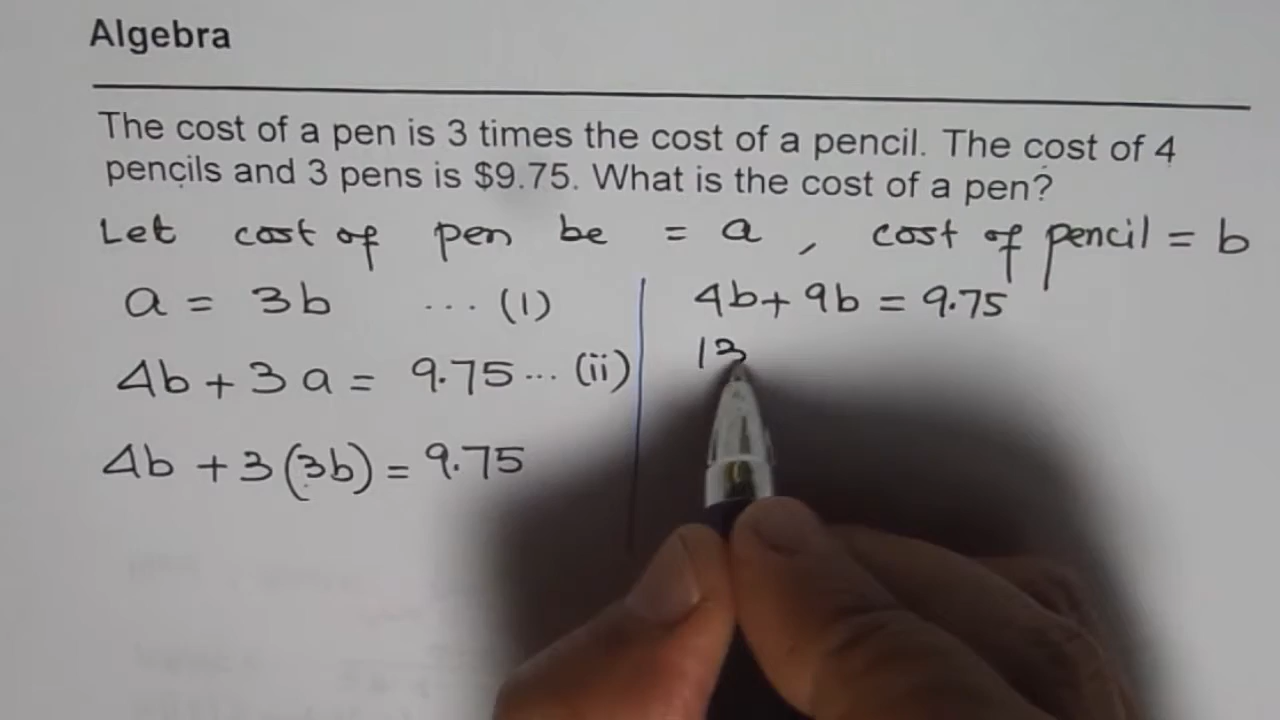 Algebra
The cost of a pen is 3 times the cost of a pencil. The cost of 4
pencils and 3 pens is $9.75. What is the cost of a pen?
Let cost of pen be = a , cost of pencil = b
a = 3b ... (1)
4b + 3a = 9.75 ... (ii)
4b + 3(3b) = 9.75
4b + 9b = 9.75
13